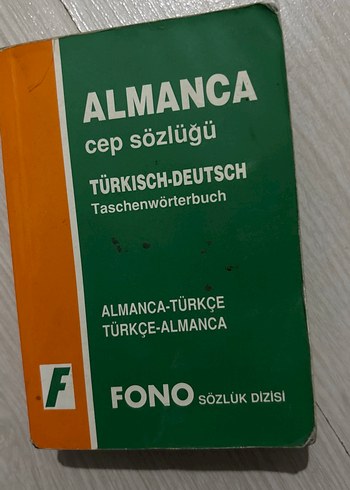 ALMANCA
cep sözlüğü
TÜRKISCH-DEUTSCH
Taschenwörterbuch
ALMANCA-TÜRKÇE
TÜRKÇE-ALMANCA
F
FONO SÖZLÜK DİZİSİ